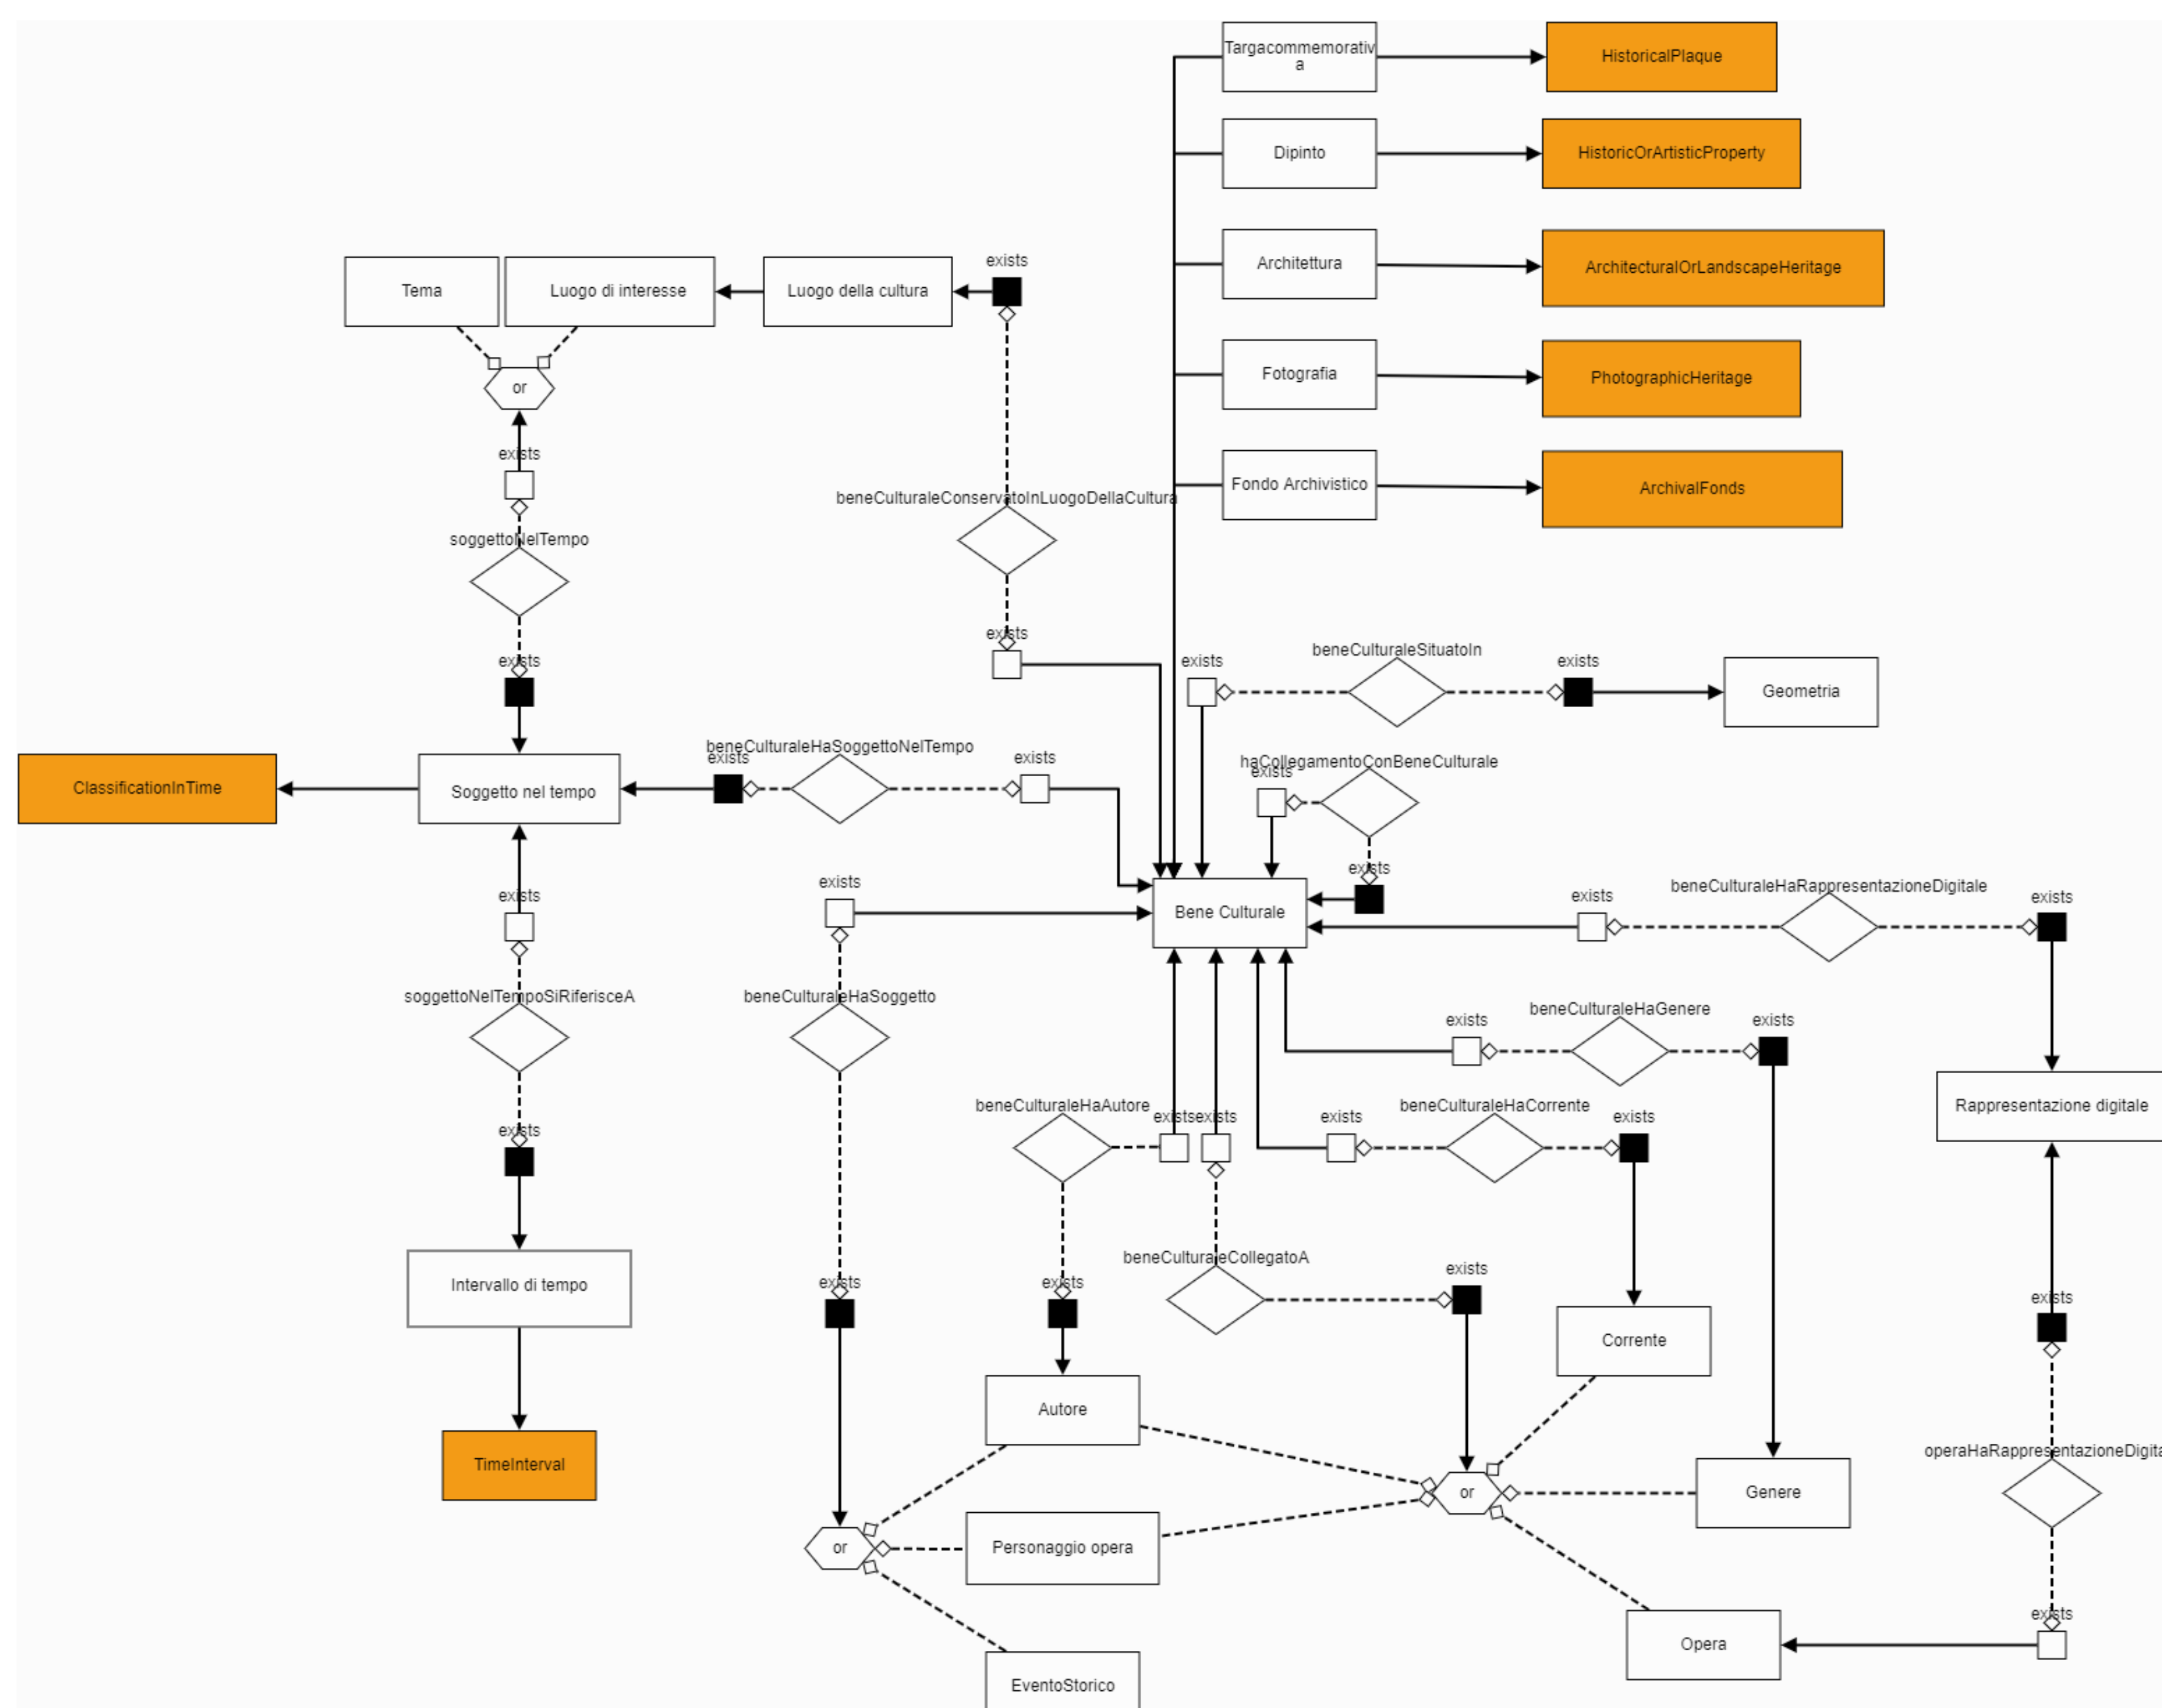 Targacommemorativ
a
HistoricalPlaque
Dipinto
HistoricOrArtisticProperty
Architettura
ArchitecturalOrLandscapeHeritage
exists
Tema
Luogo di interesse
Luogo della cultura
or
Fotografia
PhotographicHeritage
exists
Fondo Archivistico
ArchivalFonds
beneCulturaleConservatoInLuogoDellaCultura
soggettoNelTempo
exists
exists
exists
beneCulturaleSituatoIn
exists
Geometria
beneCulturaleHaSoggettoNelTempo
exists
exists
haCollegamentoConBeneCulturale
exists
ClassificationInTime
Soggetto nel tempo
exists
exists
exists
Bene Culturale
exists
beneCulturaleHaRappresentazioneDigitale
exists
soggettoNelTempoSiRiferisceA
beneCulturaleHaSoggetto
beneCulturaleHaGenere
exists
exists
beneCulturaleHaAutore
exists
exists
exists
beneCulturaleHaCorrente
exists
Rappresentazione digitale
exists
beneCulturaleCollegatoA
exists
Intervallo di tempo
exists
exists
exists
Corrente
Autore
operaHaRappresentazioneDigita
TimeInterval
or
Genere
or
Personaggio opera
exists
Opera
EventoStorico